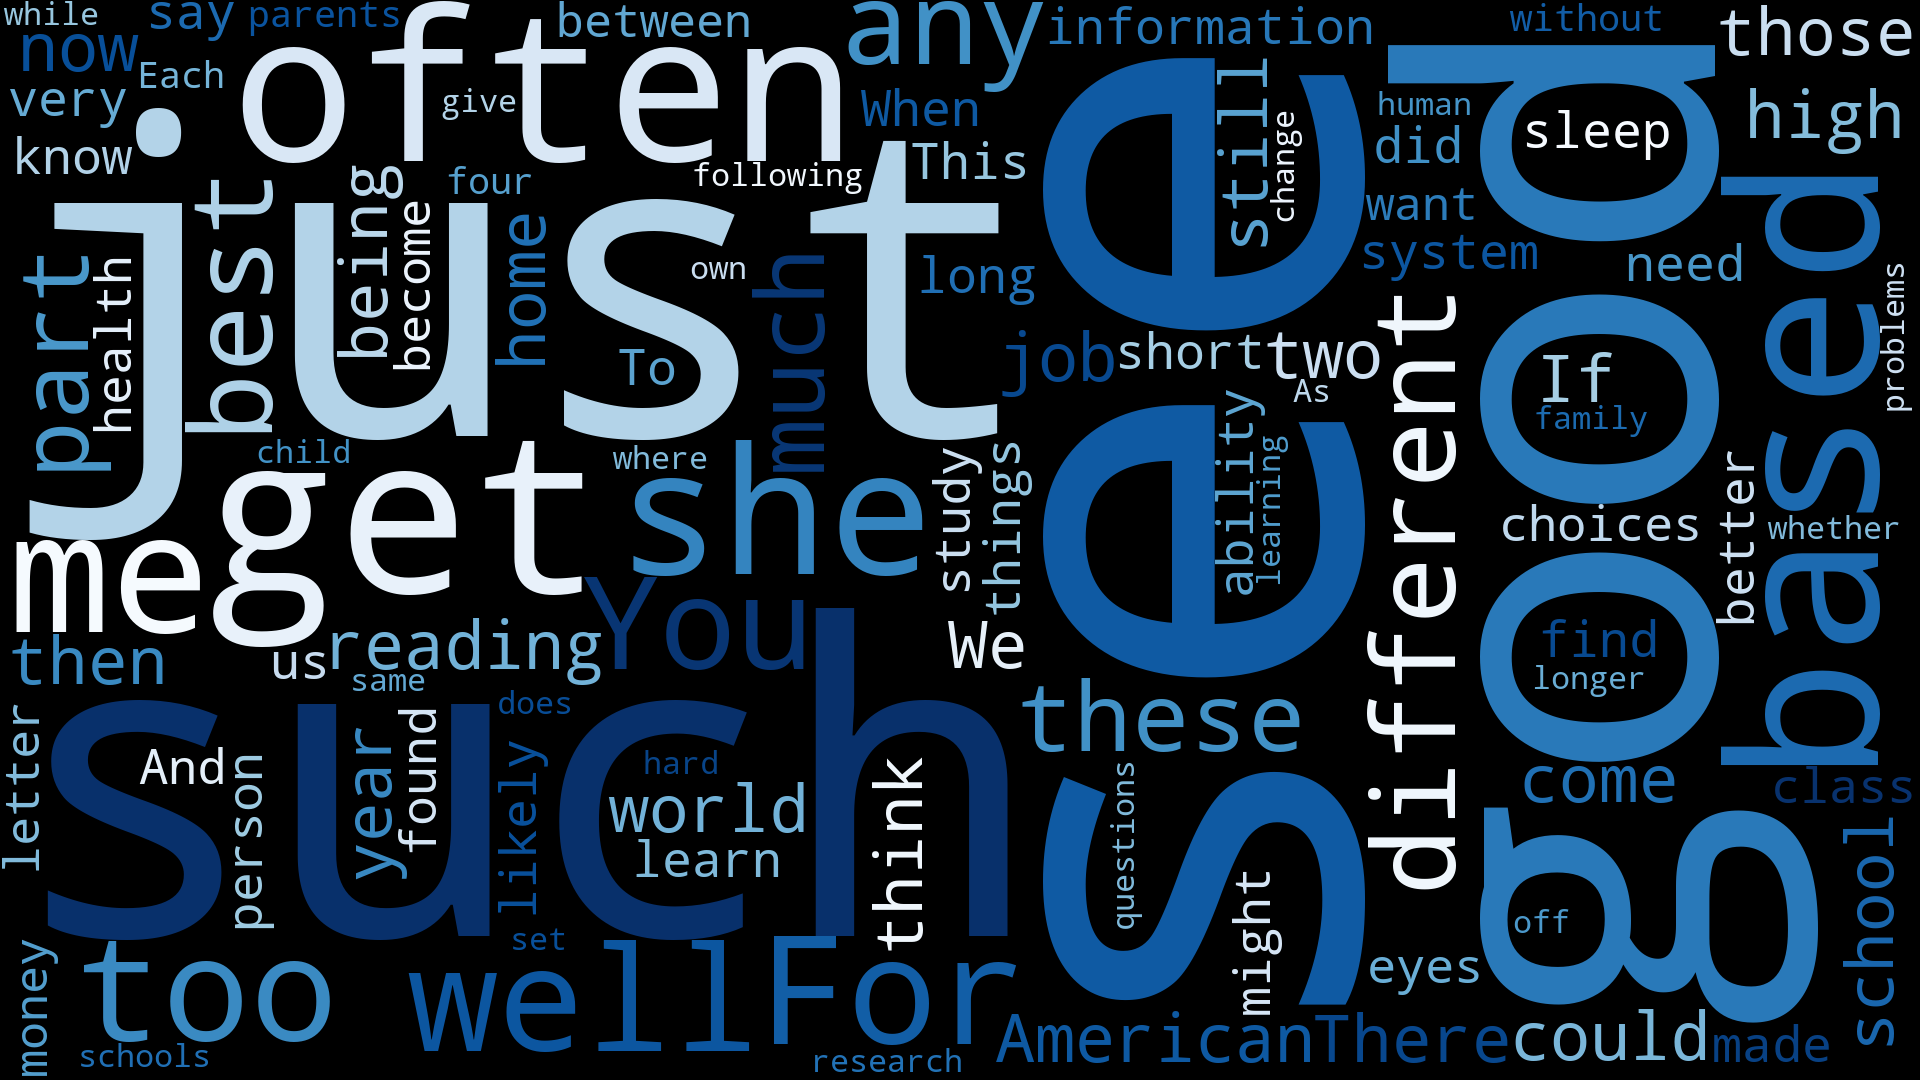 while
say
parents
between
any
information
without
those
now
often
Each
very
give
When
human
high
know
following
This
still
change
did
sleep
just
four
being
become
best
home
own
much
long
want
system
need
based
problems
part
health
To
job
short
two
As
If
family
different
good
see
child
where
get
she
study
things
ability
learning
choices
better
whether
me
You
We
find
longer
then
us
reading
same
does
these
such
letter
And
person
year
found
likely
hard
world
learn
think
questions
might
come
class
school
off
eyes
set
money
too
well
For
schools
research
American
There
could
made